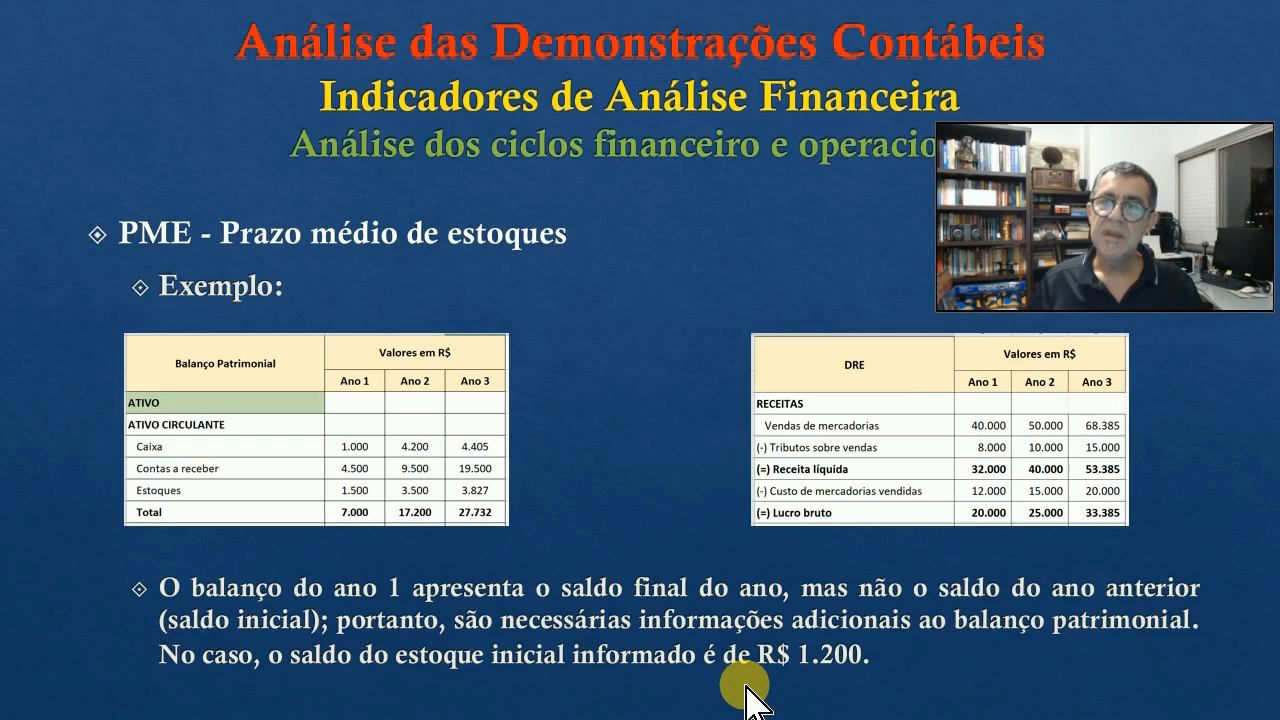 Análise das Demonstrações Contábeis
Indicadores de Análise Financeira
Análise dos ciclos financeiro e operacio
PME - Prazo médio de estoques
Exemplo:
Balanço Patrimonial Valores em R$
Ano 1 Ano 2 Ano 3
ATIVO
ATIVO CIRCULANTE
Caixa 1.000 4.200 4.405
Contas a receber 4.500 9.500 19.500
Estoques 1.500 3.500 3.827
Total 7.000 17.200 27.732
DRE Valores em R$
Ano 1 Ano 2 Ano 3
RECEITAS
Vendas de mercadorias 40.000 50.000 68.385
(-) Tributos sobre vendas 8.000 10.000 15.000
(=) Receita líquida 32.000 40.000 53.385
(-) Custo de mercadorias vendidas 12.000 15.000 20.000
(=) Lucro bruto 20.000 25.000 33.385
O balanço do ano 1 apresenta o saldo final do ano, mas não o saldo do ano anterior
(saldo inicial); portanto, são necessárias informações adicionais ao balanço patrimonial.
No caso, o saldo do estoque inicial informado é de R$ 1.200.